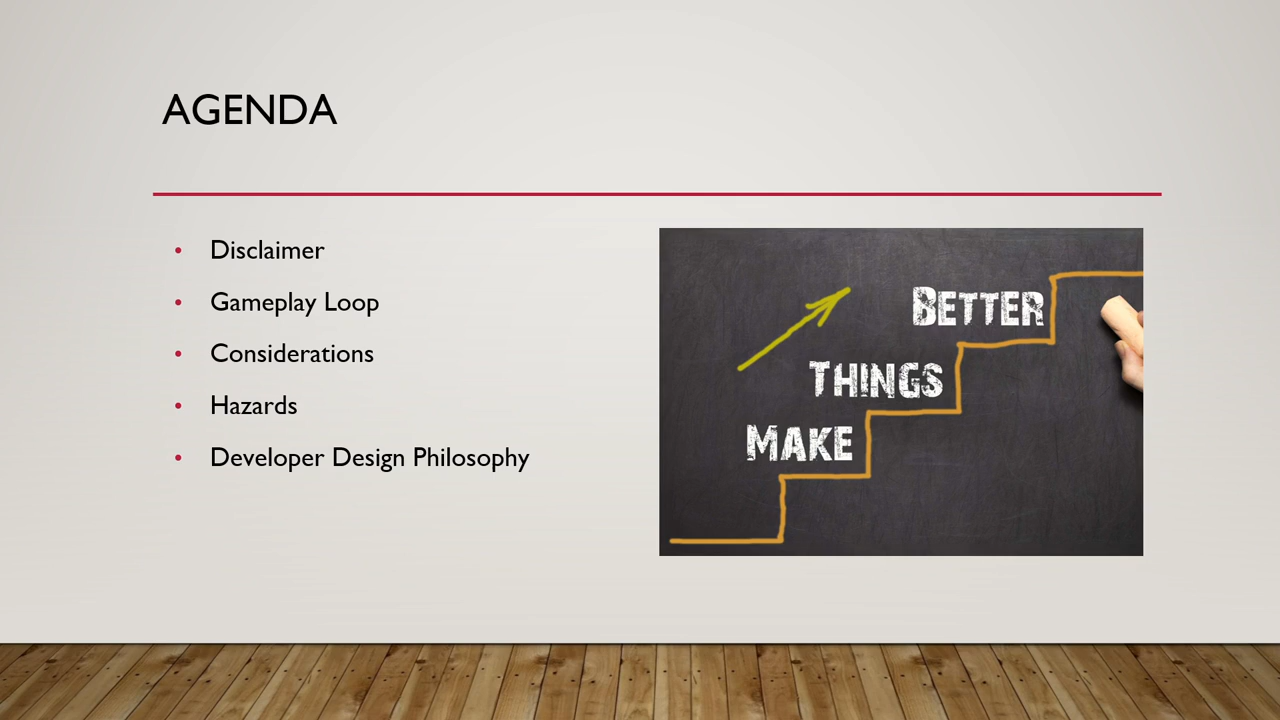 AGENDA
• Disclaimer
• Gameplay Loop
• Considerations
• Hazards
• Developer Design Philosophy
BETTER
THINGS
MAKE